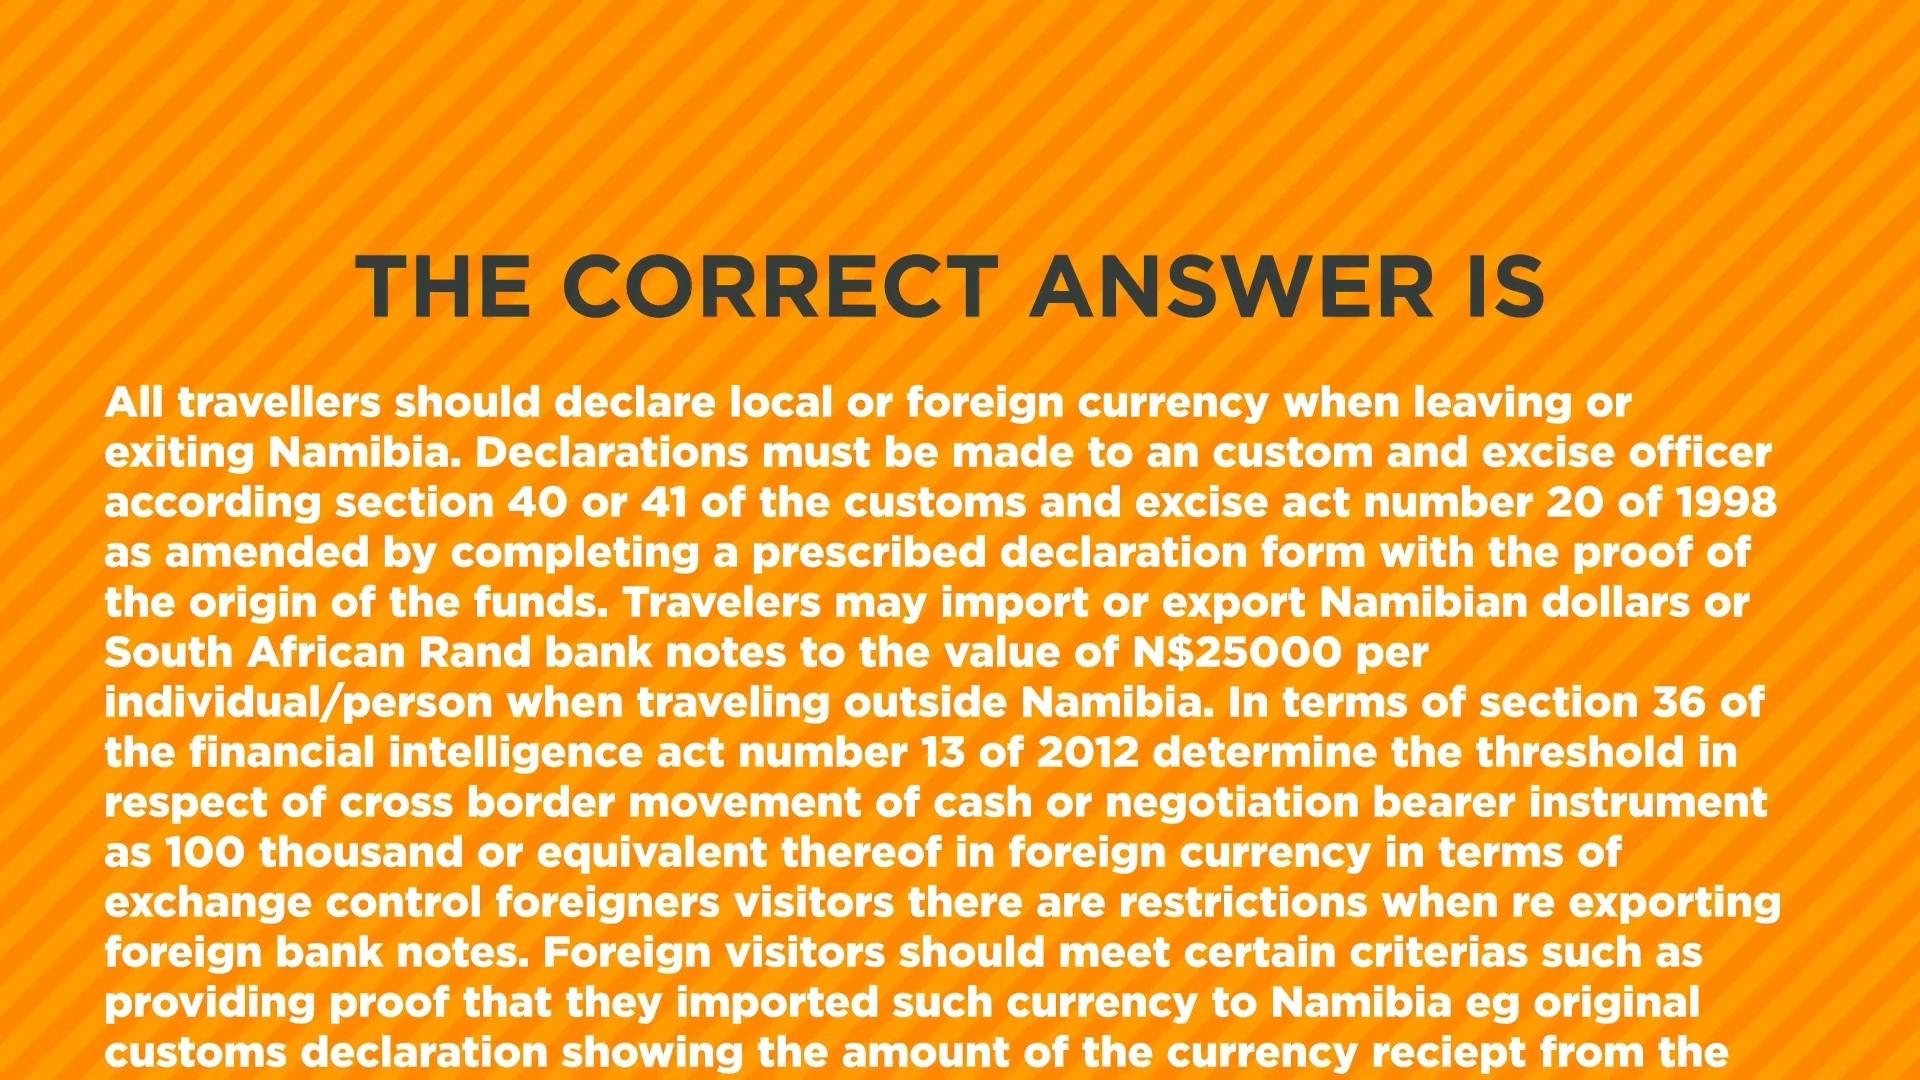 THE CORRECT ANSWER IS
All travellers should declare local or foreign currency when leaving or
exiting Namibia. Declarations must be made to an custom and excise officer
according section 40 or 41 of the customs and excise act number 20 of 1998
as amended by completing a prescribed declaration form with the proof of
the origin of the funds. Travelers may import or export Namibian dollars or
South African Rand bank notes to the value of N$25000 per
individual/person when traveling outside Namibia. In terms of section 36 of
the financial intelligence act number 13 of 2012 determine the threshold in
respect of cross border movement of cash or negotiation bearer instrument
as 100 thousand or equivalent thereof in foreign currency in terms of
exchange control foreigners visitors there are restrictions when re exporting
foreign bank notes. Foreign visitors should meet certain criterias such as
providing proof that they imported such currency to Namibia eg original
customs declaration showing the amount of the currency reciept from the